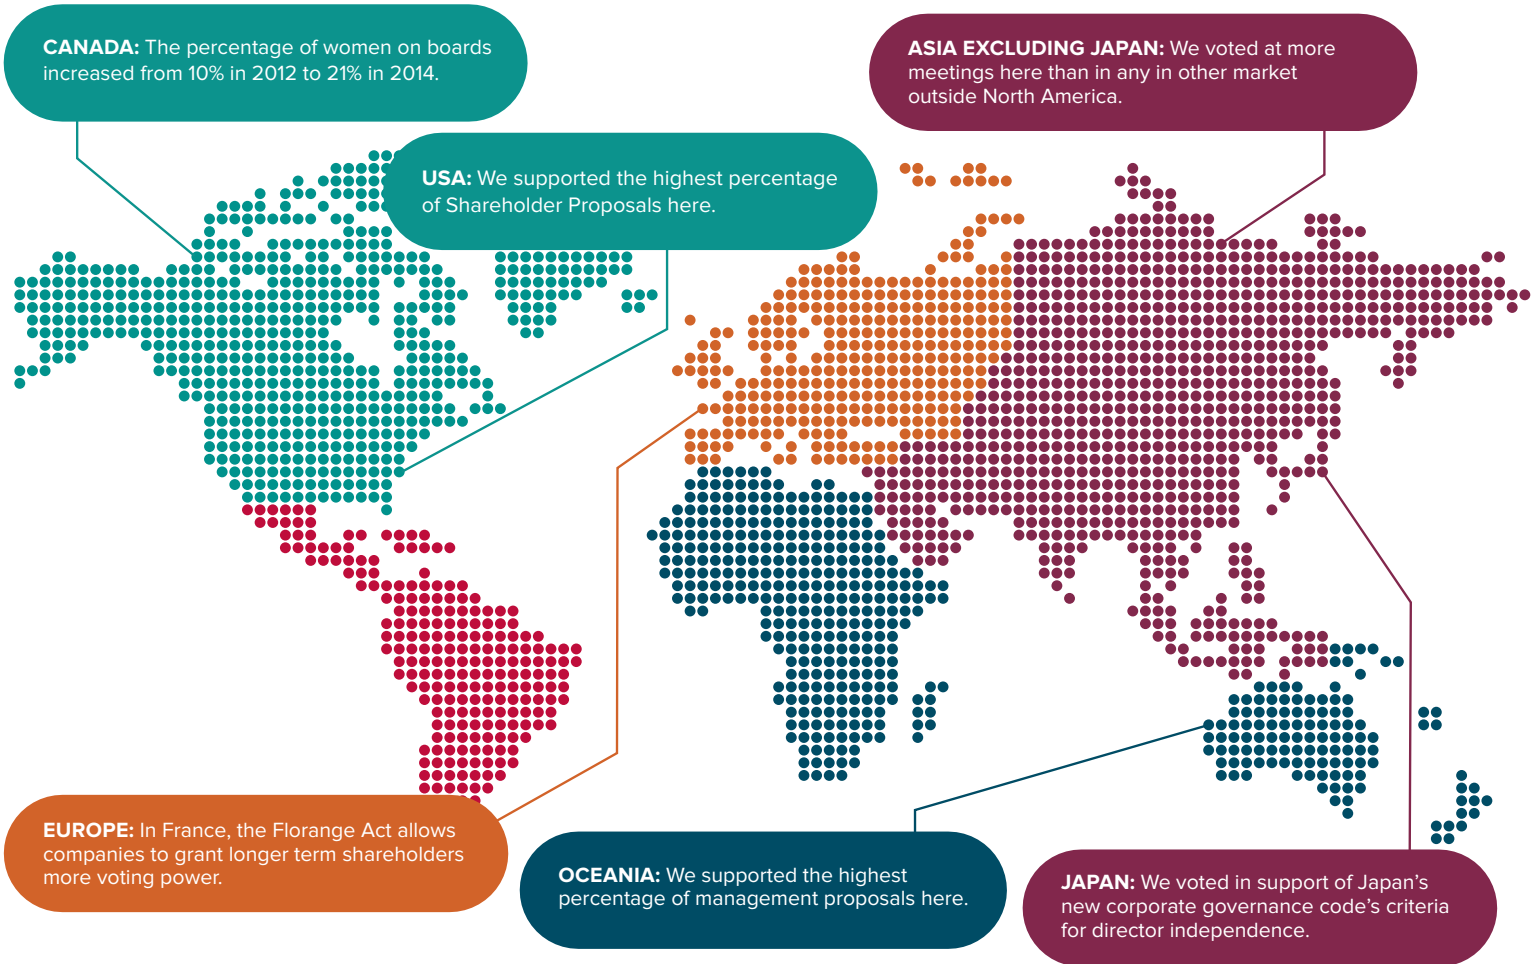 CANADA: The percentage of women on boards
increased from 10% in 2012 to 21% in 2014.
ASIA EXCLUDING JAPAN: We voted at more
meetings here than in any in other market
outside North America.
USA: We supported the highest percentage
of Shareholder Proposals here.
EUROPE: In France, the Florange Act allows
companies to grant longer term shareholders
more voting power.
OCEANIA: We supported the highest
percentage of management proposals here.
JAPAN: We voted in support of Japan’s
new corporate governance code’s criteria
for director independence.